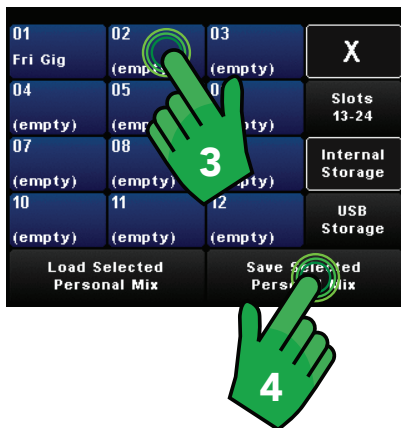 01 02 03 X
Fri Gig (empty)
04 05 Slots
(empty) 13-24
07 08 3 Internal
(empty) (empty) (empty) Storage
10 11 12 USB
(empty) (empty) (empty) Storage
Load Selected Save Selected
Personal Mix Mix
4